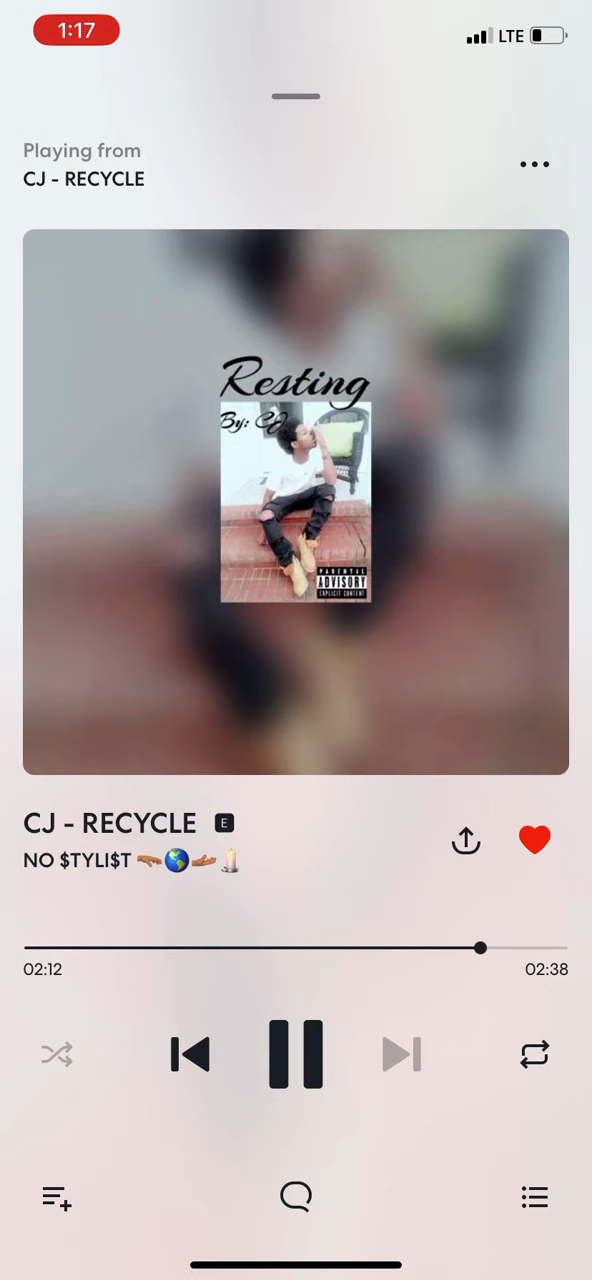 1:17
LTE
Playing from
CJ - RECYCLE
Resting
By: CJ
PARENTAL
ADVISORY
EXPLICIT CONTENT
CJ - RECYCLE E
NO $TYLI$T 🫳🏾🌎🫴🏾🕯️
02:12
02:38